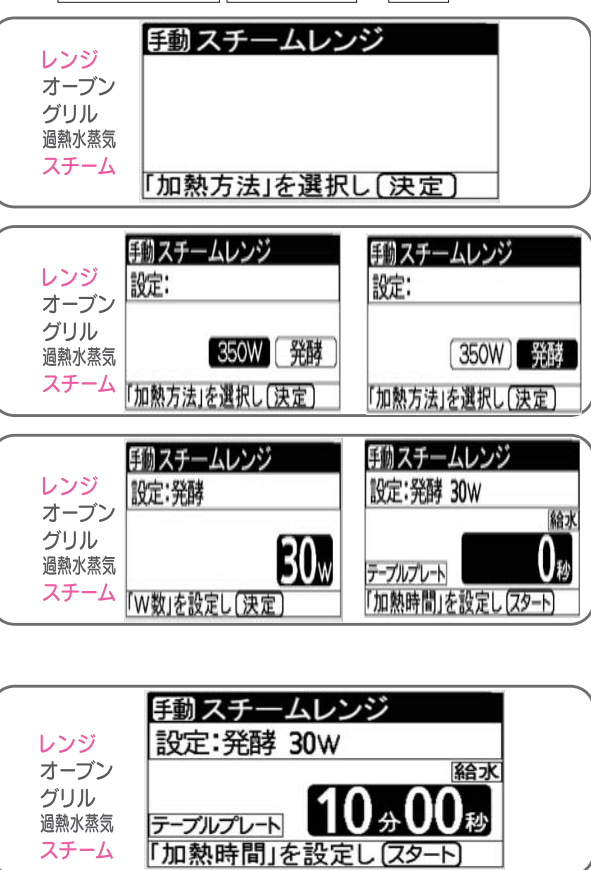 レンジ
オーブン
グリル
過熱水蒸気
スチーム
手動 スチームレンジ
「加熱方法」を選択し 決定
レンジ
オーブン
グリル
過熱水蒸気
スチーム
手動 スチームレンジ
設定:
350W 発酵
「加熱方法」を選択し 決定
手動 スチームレンジ
設定:
350W 発酵
「加熱方法」を選択し 決定
レンジ
オーブン
グリル
過熱水蒸気
スチーム
手動 スチームレンジ
設定:発酵
30W
「W数」を設定し 決定
手動 スチームレンジ
設定:発酵 30W
給水
テーブルプレート 0秒
「加熱時間」を設定し スタート
レンジ
オーブン
グリル
過熱水蒸気
スチーム
手動 スチームレンジ
設定:発酵 30W
給水
テーブルプレート 10分00秒
「加熱時間」を設定し スタート